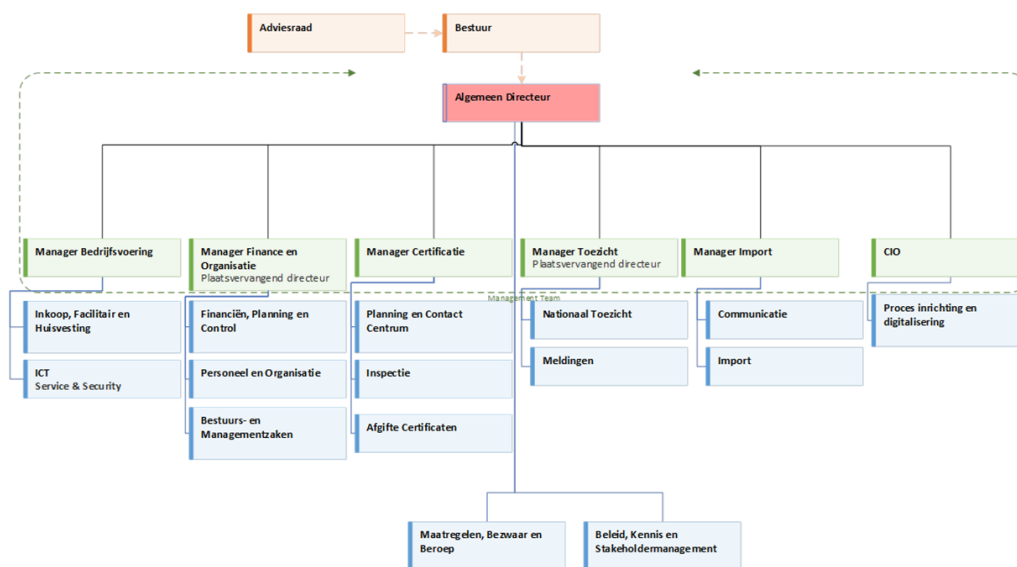 Adviesraad
Bestuur
Algemeen Directeur
Manager Bedrijfsvoering
Manager Finance en
Organisatie
Plaatsvervangend directeur
Manager Certificatie
Manager Toezicht
Plaatsvervangend directeur
Manager Import
CIO
Management Team
Inkoop, Facilitair en
Huisvesting
Financiën, Planning en
Control
Planning en Contact
Centrum
Nationaal Toezicht
Communicatie
Proces inrichting en
digitalisering
ICT
Service & Security
Personeel en Organisatie
Inspectie
Meldingen
Import
Bestuurs- en
Managementzaken
Afgifte Certificaten
Maatregelen, Bezwaar en
Beroep
Beleid, Kennis en
Stakeholdermanagement